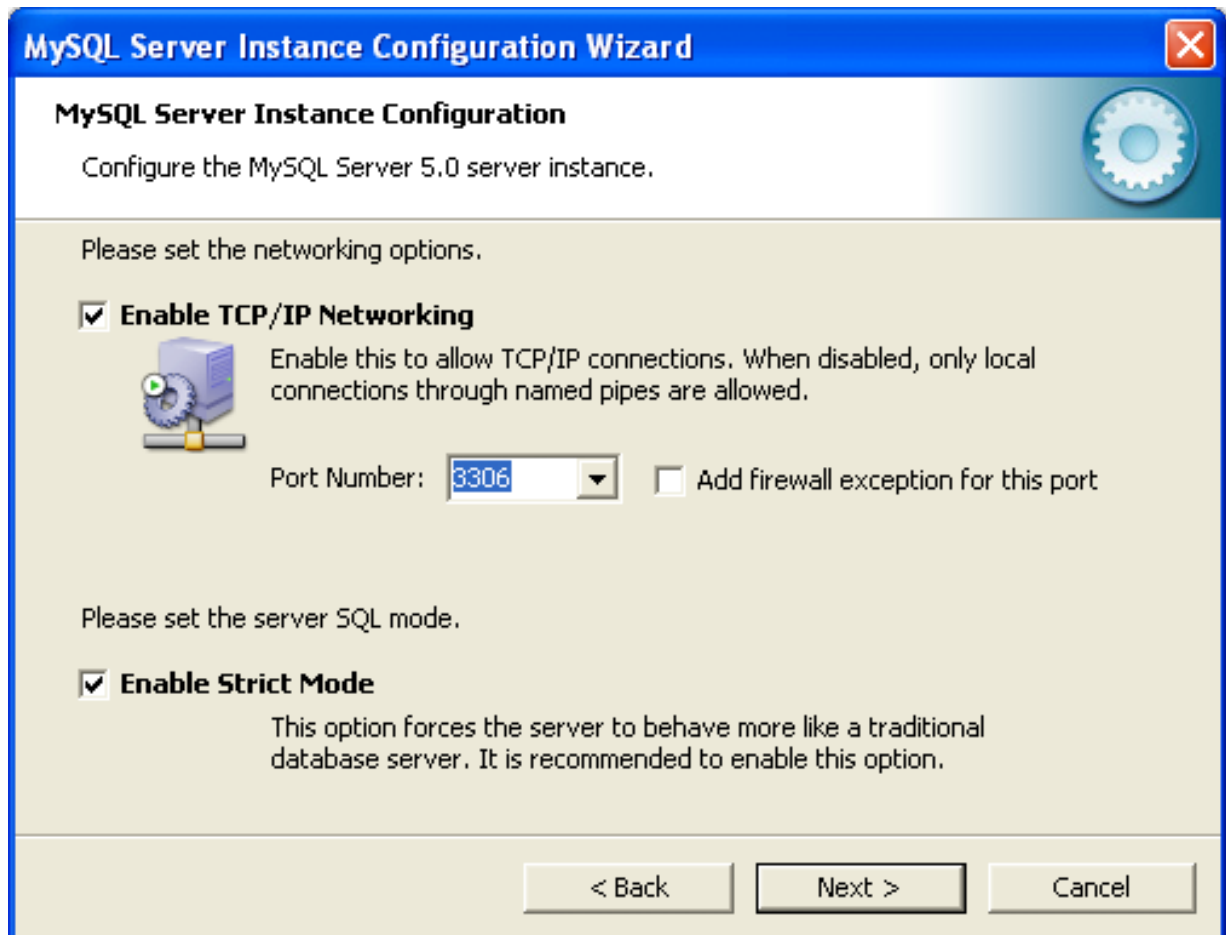 MySQL Server Instance Configuration Wizard
MySQL Server Instance Configuration
Configure the MySQL Server 5.0 server instance.
Please set the networking options.
Enable TCP/IP Networking
Enable this to allow TCP/IP connections. When disabled, only local
connections through named pipes are allowed.
Port Number: 3306 Add firewall exception for this port
Please set the server SQL mode.
Enable Strict Mode
This option forces the server to behave more like a traditional
database server. It is recommended to enable this option.
< Back Next > Cancel